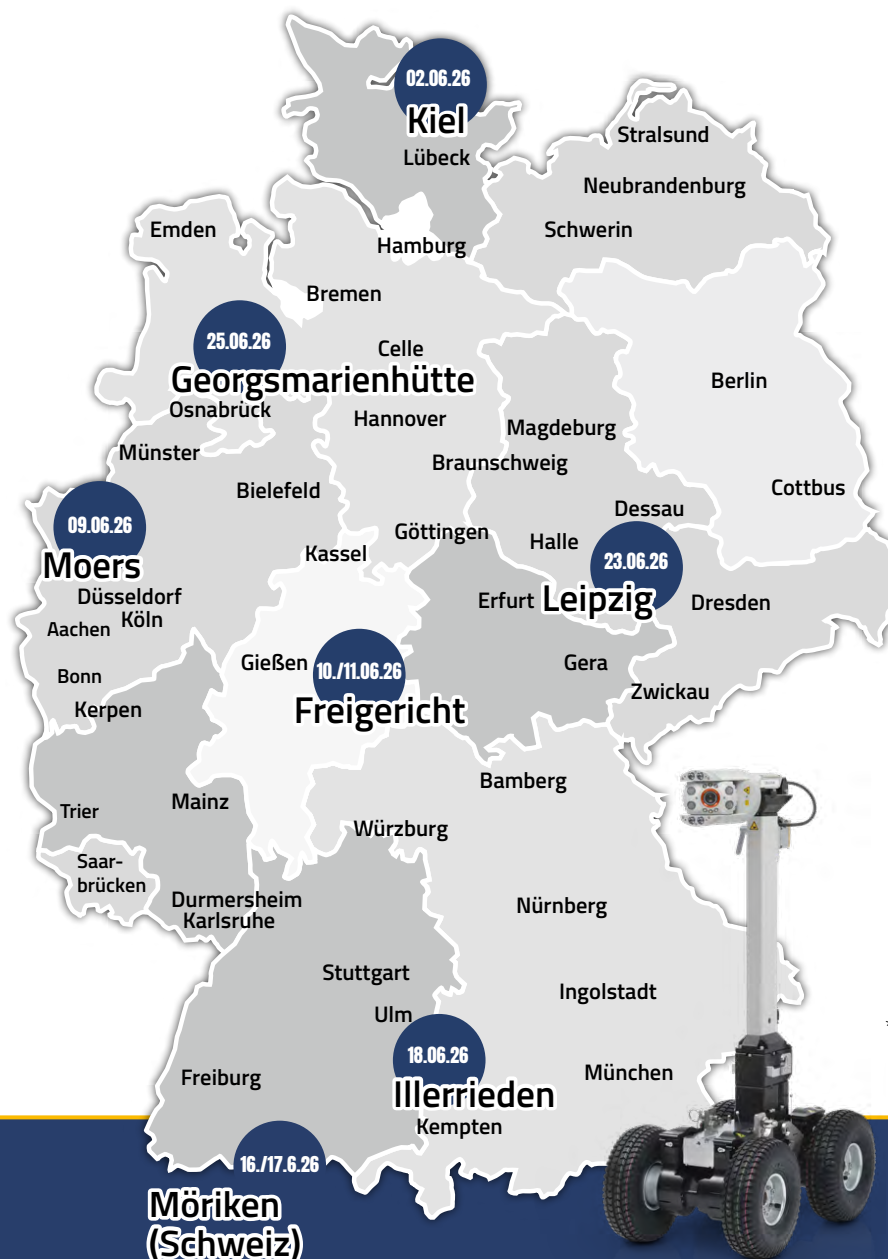 02.06.26
Kiel
Lübeck
Stralsund
Neubrandenburg
Schwerin
Emden
Hamburg
Bremen
25.06.26
Georgsmarienhütte
Celle
Berlin
Osnabrück
Hannover
Magdeburg
Münster
Braunschweig
Bielefeld
Cottbus
Dessau
09.06.26
Moers
Göttingen
Halle
Kassel
23.06.26
Leipzig
Düsseldorf
Köln
Aachen
Erfurt
Dresden
Bonn
Kerpen
Gießen
10./11.06.26
Freigericht
Gera
Zwickau
Bamberg
Trier
Mainz
Würzburg
Saar-
brücken
Durmersheim
Karlsruhe
Nürnberg
Stuttgart
Ingolstadt
Ulm
18.06.26
Illerrieden
Kempten
Freiburg
München
16./17.6.26
Möriken
(Schweiz)
*